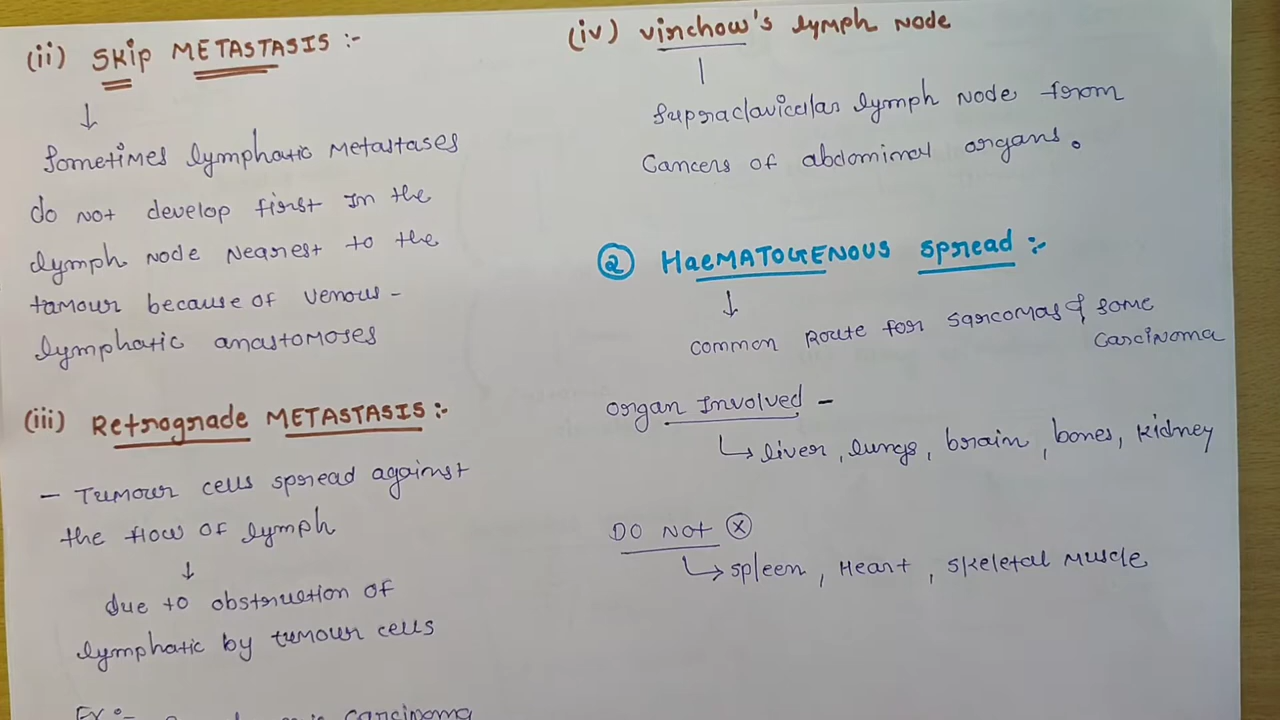 (ii) Skip METASTASIS :-
↓
Sometimes lymphatic Metastases
do Not develop first In the
lymph Node Nearest to the
tamour because of venous -
lymphatic anastomoses
(iii) Retrograde METASTASIS :-
- Tumour cells spread against
the flow of lymph
↓
due to obstruction of
lymphatic by tumour cells
Ex :-
carcinoma
(iv) Virchow's lymph Node
|
Supraclavicular lymph Node from
Cancers of abdominal organs.
② HaeMATOGENOUS Spread :-
↓
common Route for sarcomas & some
carcinoma
Organ Involved -
↳ liver, lungs, brain, bones, kidney
DO Not ⓧ
↳ spleen, Heart, Skeletal Muscle